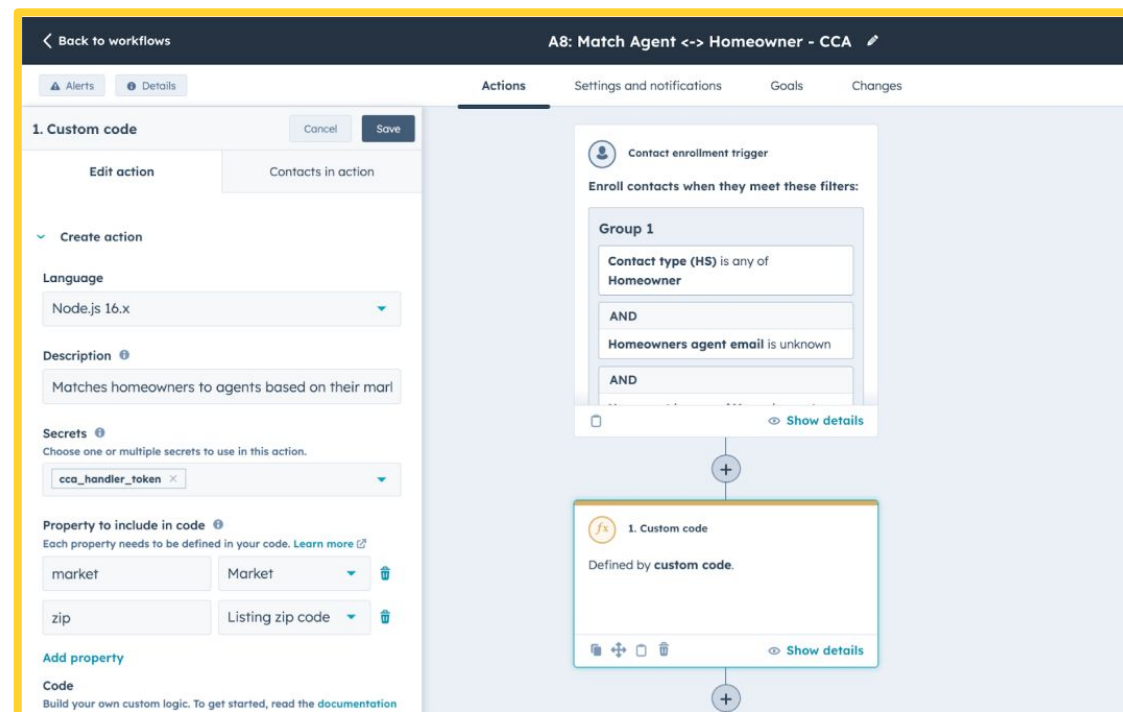 Back to workflows
A8: Match Agent <-> Homeowner - CCA
Alerts
Details
Actions
Settings and notifications
Goals
Changes
1. Custom code
Cancel
Save
Edit action
Contacts in action
Create action
Language
Node.js 16.x
Description
Matches homeowners to agents based on their marl
Secrets
Choose one or multiple secrets to use in this action.
cca_handler_token ×
Property to include in code
Each property needs to be defined in your code. Learn more
market
Market
zip
Listing zip code
Add property
Code
Build your own custom logic. To get started, read the documentation
Contact enrollment trigger
Enroll contacts when they meet these filters:
Group 1
Contact type (HS) is any of
Homeowner
AND
Homeowners agent email is unknown
AND
Show details
+
fx
1. Custom code
Defined by custom code.
Show details
+